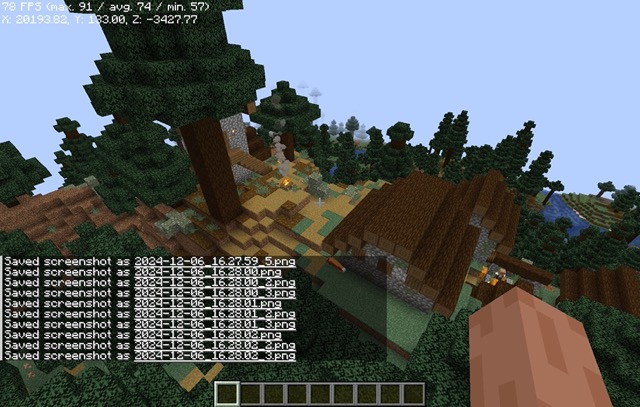 78 FPS (max. 91 / avg. 74 / min. 57)
X: 20193.82, Y: 133.00, Z: -3427.77
Saved screenshot as 2024-12-06_16.27.59_5.png
Saved screenshot as 2024-12-06_16.28.00.png
Saved screenshot as 2024-12-06_16.28.00_2.png
Saved screenshot as 2024-12-06_16.28.00_3.png
Saved screenshot as 2024-12-06_16.28.01.png
Saved screenshot as 2024-12-06_16.28.01_2.png
Saved screenshot as 2024-12-06_16.28.01_3.png
Saved screenshot as 2024-12-06_16.28.02.png
Saved screenshot as 2024-12-06_16.28.02_2.png
Saved screenshot as 2024-12-06_16.28.02_3.png